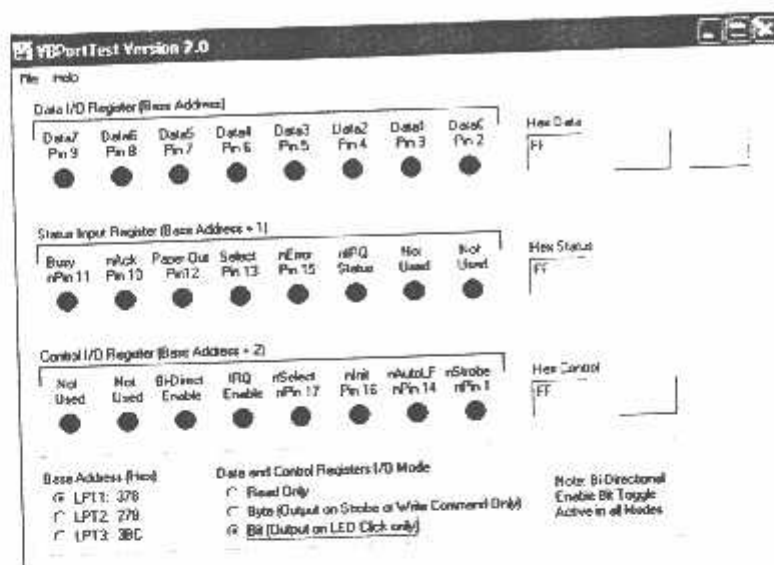 VBPortTest Version 2.0
File Help
Data I/O Register (Base Address)
Data7 Data6 Data5 Data4 Data3 Data2 Data1 Data0 Hex Data
Pin 9 Pin 8 Pin 7 Pin 6 Pin 5 Pin 4 Pin 3 Pin 2 FF
Status Input Register (Base Address + 1)
Busy nAck Paper Out Select nError nIRQ Not Not Hex Status
nPin 11 Pin 10 Pin12 Pin 13 Pin 15 Status Used Used FF
Control I/O Register (Base Address + 2)
Not Not Bi-Direct IRQ nSelect nInit nAutoLF nStrobe Hex Control
Used Used Enable Enable nPin 17 Pin 16 nPin 14 nPin 1 FF
Base Address (Hex) Data and Control Registers I/O Mode Note: Bi-Directional
LPT1: 378 Read Only Enable Bit Toggle
LPT2: 278 Byte (Output on Strobe or Write Command Only) Active in all Modes
LPT3: 3BC Bit (Output on LED Click only)